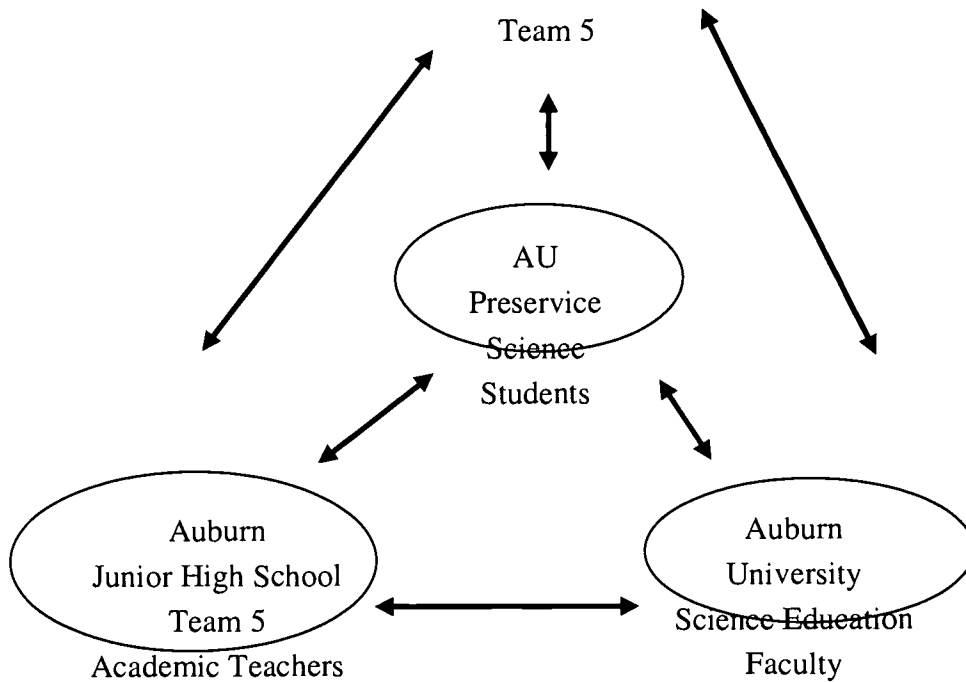 Team 5
AU
Preservice
Science
Students
Auburn
Junior High School
Team 5
Academic Teachers
Auburn
University
Science Education
Faculty